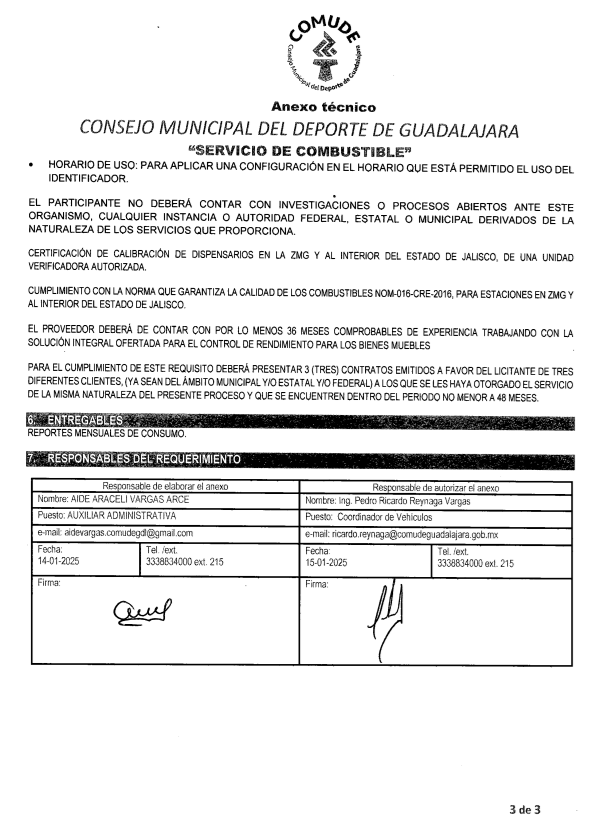 COMUDE
Consejo Municipal del Deporte de Guadalajara
Anexo técnico
CONSEJO MUNICIPAL DEL DEPORTE DE GUADALAJARA
"SERVICIO DE COMBUSTIBLE"
• HORARIO DE USO: PARA APLICAR UNA CONFIGURACIÓN EN EL HORARIO QUE ESTÁ PERMITIDO EL USO DEL
IDENTIFICADOR.
EL PARTICIPANTE NO DEBERÁ CONTAR CON INVESTIGACIONES O PROCESOS ABIERTOS ANTE ESTE
ORGANISMO, CUALQUIER INSTANCIA O AUTORIDAD FEDERAL, ESTATAL O MUNICIPAL DERIVADOS DE LA
NATURALEZA DE LOS SERVICIOS QUE PROPORCIONA.
CERTIFICACIÓN DE CALIBRACIÓN DE DISPENSARIOS EN LA ZMG Y AL INTERIOR DEL ESTADO DE JALISCO, DE UNA UNIDAD
VERIFICADORA AUTORIZADA.
CUMPLIMIENTO CON LA NORMA QUE GARANTIZA LA CALIDAD DE LOS COMBUSTIBLES NOM-016-CRE-2016, PARA ESTACIONES EN ZMG Y
AL INTERIOR DEL ESTADO DE JALISCO.
EL PROVEEDOR DEBERÁ DE CONTAR CON POR LO MENOS 36 MESES COMPROBABLES DE EXPERIENCIA TRABAJANDO CON LA
SOLUCIÓN INTEGRAL OFERTADA PARA EL CONTROL DE RENDIMIENTO PARA LOS BIENES MUEBLES
PARA EL CUMPLIMIENTO DE ESTE REQUISITO DEBERÁ PRESENTAR 3 (TRES) CONTRATOS EMITIDOS A FAVOR DEL LICITANTE DE TRES
DIFERENTES CLIENTES, (YA SEAN DEL ÁMBITO MUNICIPAL Y/O ESTATAL Y/O FEDERAL) A LOS QUE SE LES HAYA OTORGADO EL SERVICIO
DE LA MISMA NATURALEZA DEL PRESENTE PROCESO Y QUE SE ENCUENTREN DENTRO DEL PERIODO NO MENOR A 48 MESES.
6. ENTREGABLES
REPORTES MENSUALES DE CONSUMO.
7. RESPONSABLES DEL REQUERIMIENTO
Responsable de elaborar el anexo
Responsable de autorizar el anexo
Nombre: AIDE ARACELI VARGAS ARCE
Nombre: Ing. Pedro Ricardo Reynaga Vargas
Puesto: AUXILIAR ADMINISTRATIVA
Puesto: Coordinador de Vehículos
e-mail: aidevargas.comudegdl@gmail.com
e-mail: ricardo.reynaga@comudeguadalajara.gob.mx
Fecha:
Tel. /ext.
Fecha:
Tel. /ext.
14-01-2025
3338834000 ext. 215
15-01-2025
3338834000 ext. 215
Firma:
Firma:
3 de 3